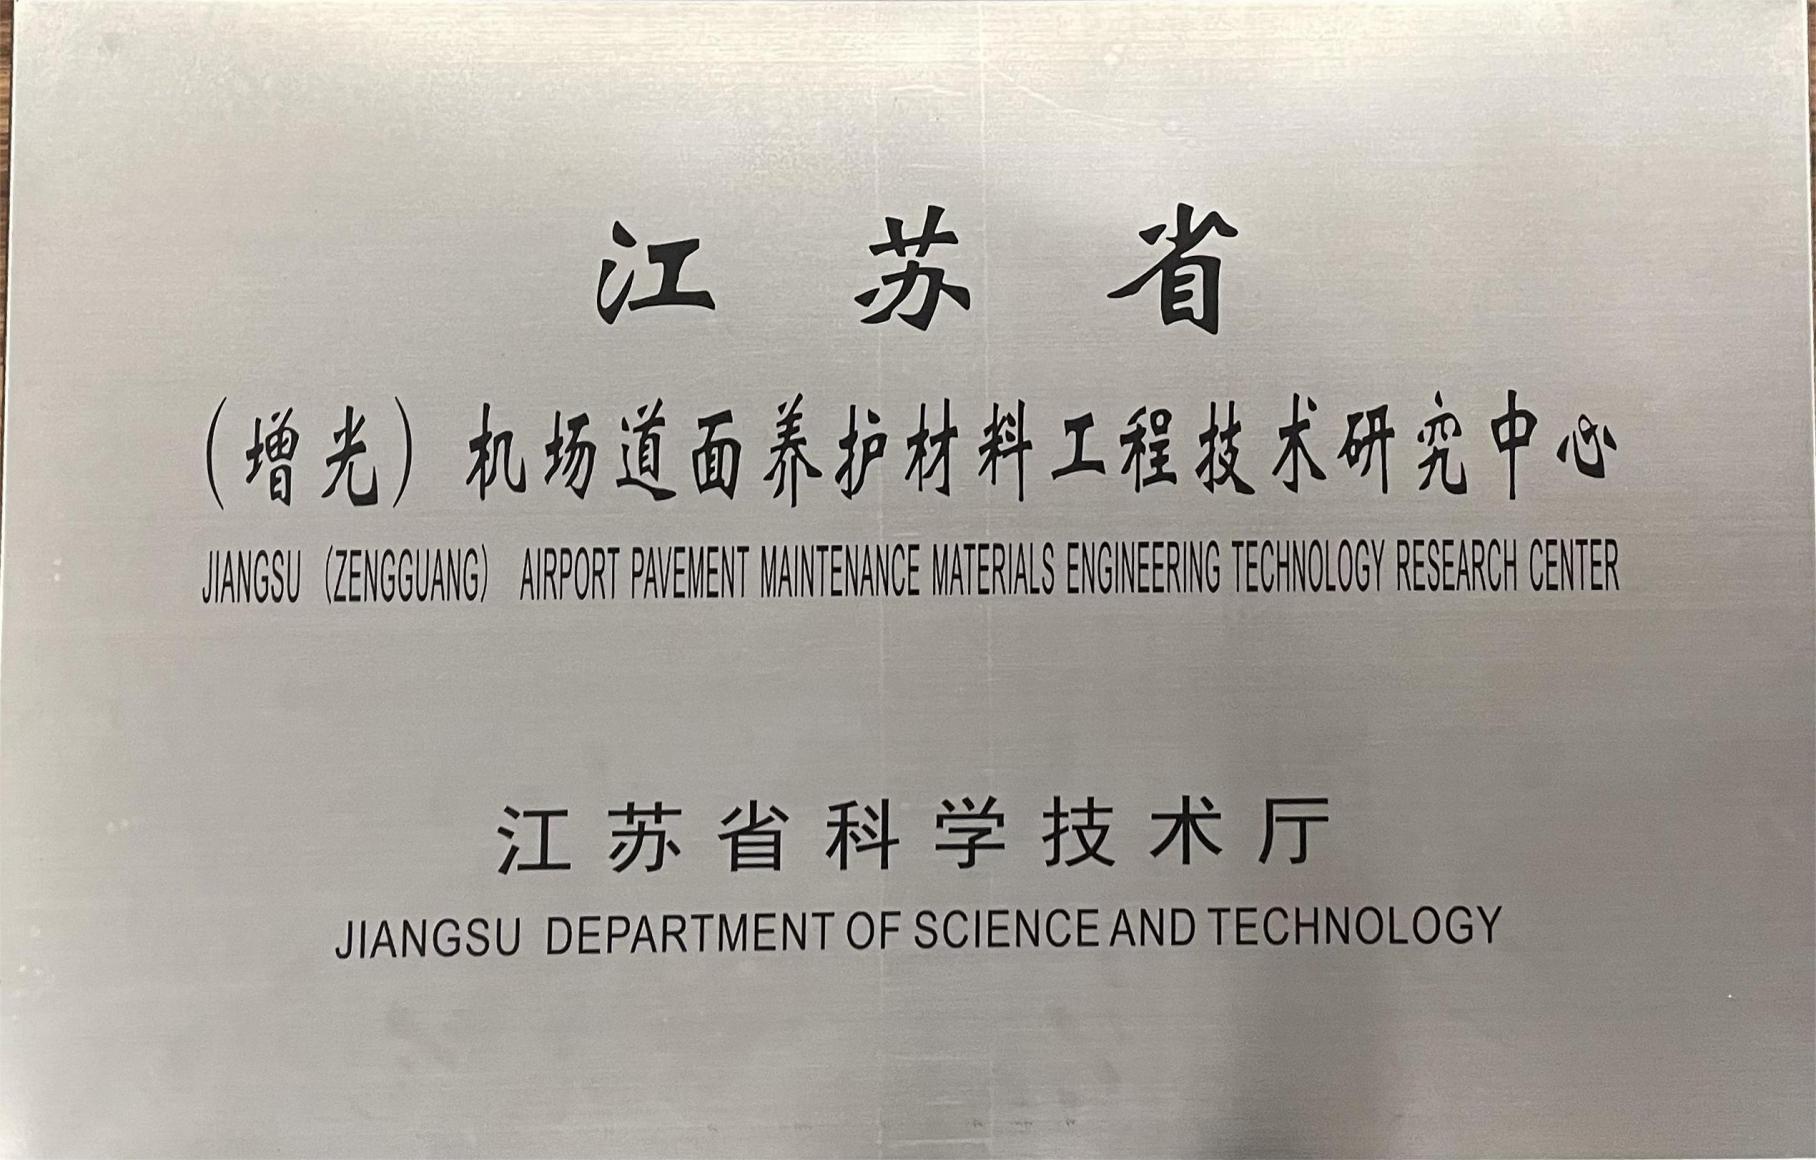 江苏省
（增光）机场道面养护材料工程技术研究中心
JIANGSU （ZENGGUANG） AIRPORT PAVEMENT MAINTENANCE MATERIALS ENGINEERING TECHNOLOGY RESEARCH CENTER
江苏省科学技术厅
JIANGSU DEPARTMENT OF SCIENCE AND TECHNOLOGY